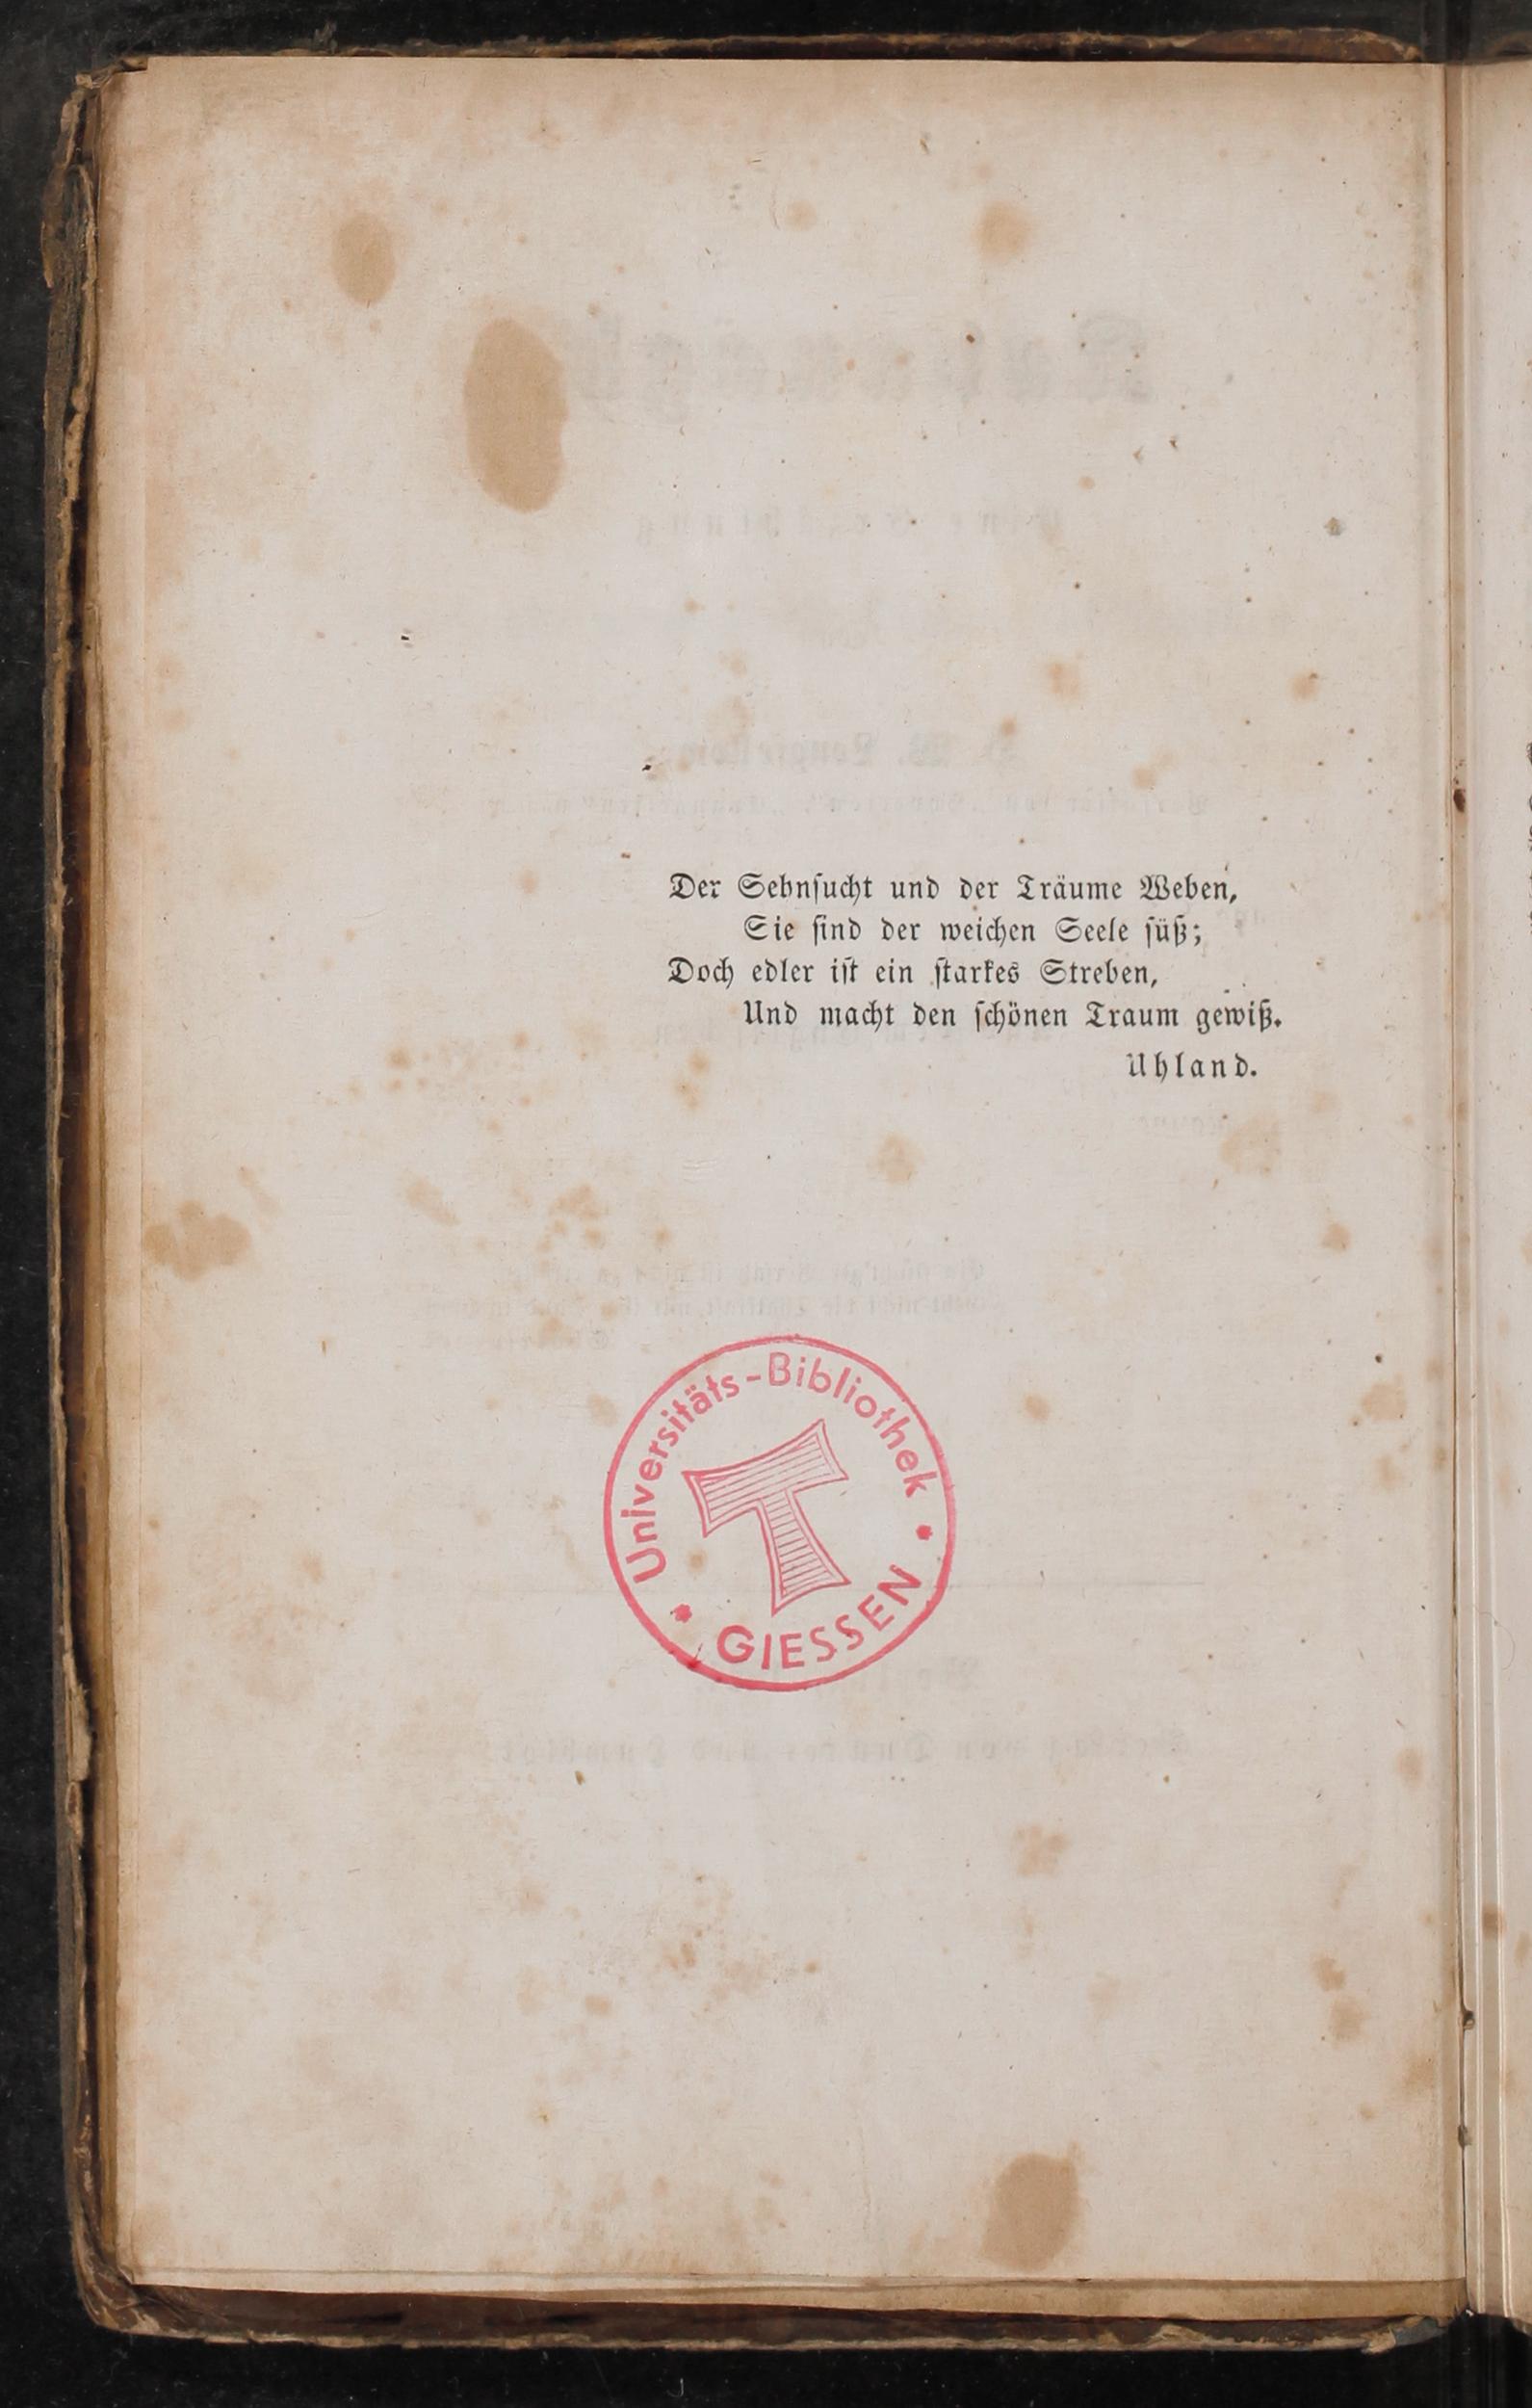 Der Sehnsucht und der Träume Weben,
Sie sind der weichen Seele süß;
Doch edler ist ein starkes Streben,
Und macht den schönen Traum gewiß.
Uhland.
Universitäts-Bibliothek
GIESSEN